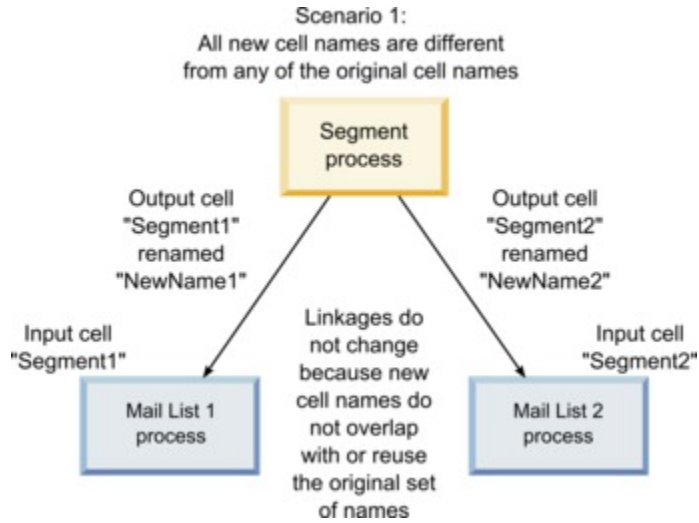 Scenario 1:
All new cell names are different
from any of the original cell names
Segment
process
Output cell
"Segment1"
renamed
"NewName1"
Output cell
"Segment2"
renamed
"NewName2"
Input cell
"Segment1"
Linkages do
not change
because new
cell names do
not overlap
with or reuse
the original set
of names
Input cell
"Segment2"
Mail List 1
process
Mail List 2
process